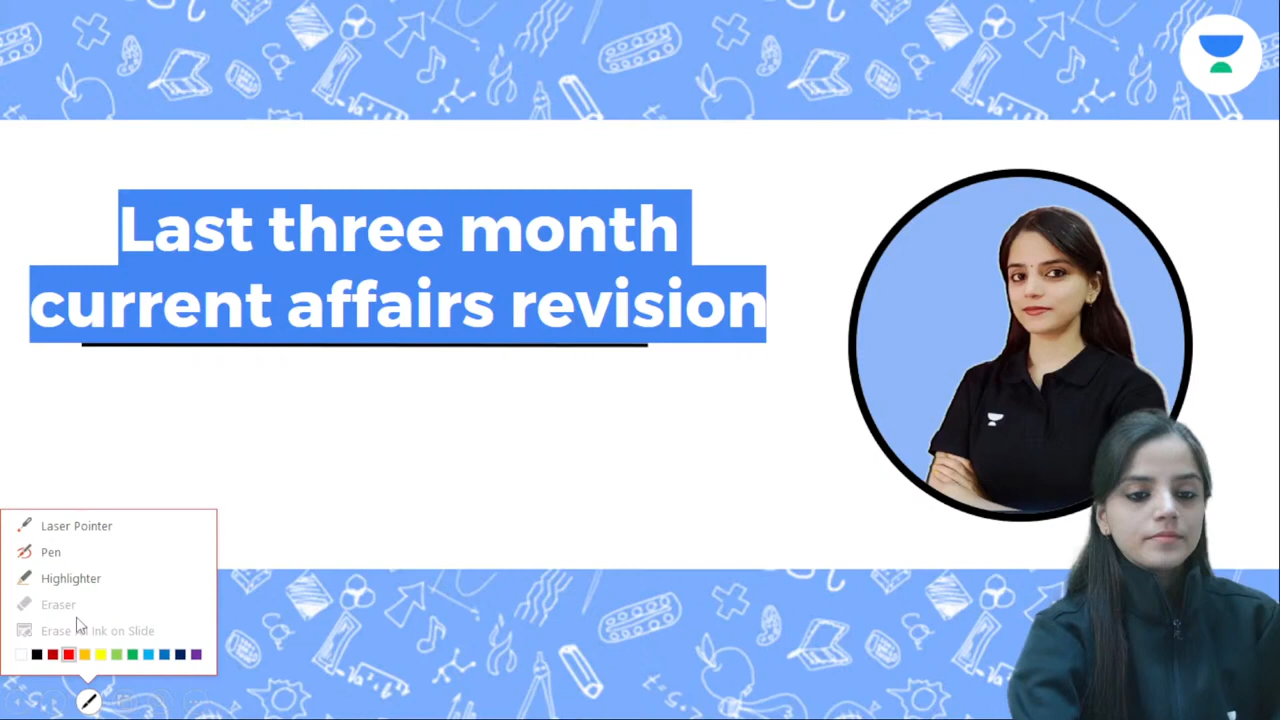 Last three month
current affairs revision
Laser Pointer
Pen
Highlighter
Eraser
Erase Ink on Slide